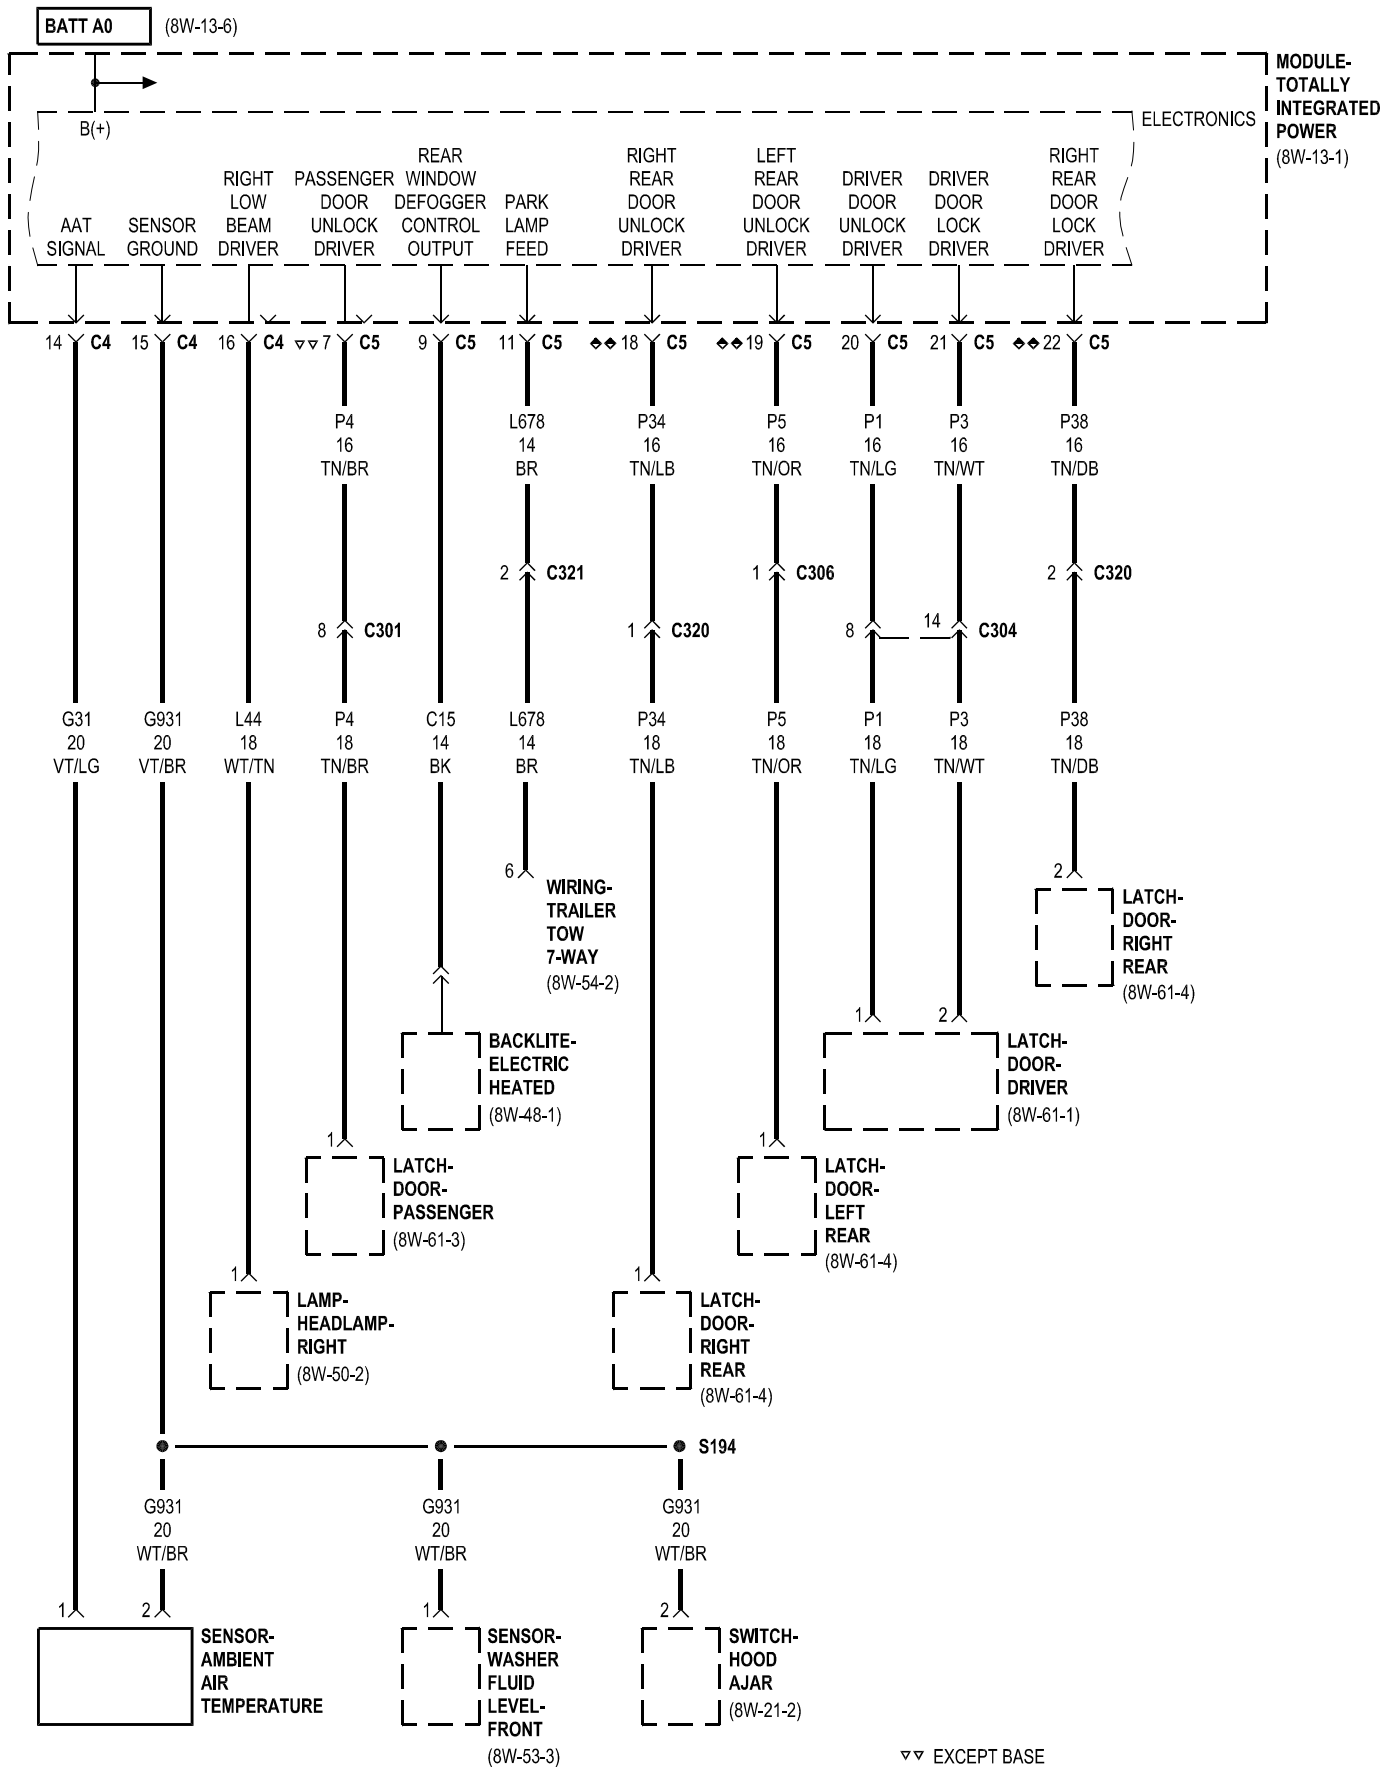 BATT A0 (8W-13-6)
MODULE-
TOTALLY
INTEGRATED
POWER
(8W-13-1)
ELECTRONICS
B(+)
AAT
SIGNAL
SENSOR
GROUND
RIGHT
LOW
BEAM
DRIVER
PASSENGER
DOOR
UNLOCK
DRIVER
REAR
WINDOW
DEFOGGER
CONTROL
OUTPUT
PARK
LAMP
FEED
RIGHT
REAR
DOOR
UNLOCK
DRIVER
LEFT
REAR
DOOR
UNLOCK
DRIVER
DRIVER
DOOR
UNLOCK
DRIVER
DRIVER
DOOR
LOCK
DRIVER
RIGHT
REAR
DOOR
LOCK
DRIVER
14 C4 15 C4 16 C4 ▽▽ 7 C5 9 C5 11 C5 ◆◆ 18 C5 ◆◆ 19 C5 20 C5 21 C5 ◆◆ 22 C5
P4 L678 P34 P5 P1 P3 P38
16 14 16 16 16 16 16
TN/BR BR TN/LB TN/OR TN/LG TN/WT TN/DB
2 C321 1 C306 2 C320
8 C301 1 C320 8 14 C304
G31 G931 L44 P4 C15 L678 P34 P5 P1 P3 P38
20 20 18 18 14 14 18 18 18 18 18
VT/LG VT/BR WT/TN TN/BR BK BR TN/LB TN/OR TN/LG TN/WT TN/DB
6
WIRING-
TRAILER
TOW
7-WAY
(8W-54-2)
2
LATCH-
DOOR-
RIGHT
REAR
(8W-61-4)
BACKLITE-
ELECTRIC
HEATED
(8W-48-1)
1 2
LATCH-
DOOR-
DRIVER
(8W-61-1)
1
LATCH-
DOOR-
PASSENGER
(8W-61-3)
1
LATCH-
DOOR-
LEFT
REAR
(8W-61-4)
1
LAMP-
HEADLAMP-
RIGHT
(8W-50-2)
1
LATCH-
DOOR-
RIGHT
REAR
(8W-61-4)
S194
G931 G931 G931
20 20 20
WT/BR WT/BR WT/BR
1 2
SENSOR-
AMBIENT
AIR
TEMPERATURE
1
SENSOR-
WASHER
FLUID
LEVEL-
FRONT
(8W-53-3)
2
SWITCH-
HOOD
AJAR
(8W-21-2)
▽▽ EXCEPT BASE